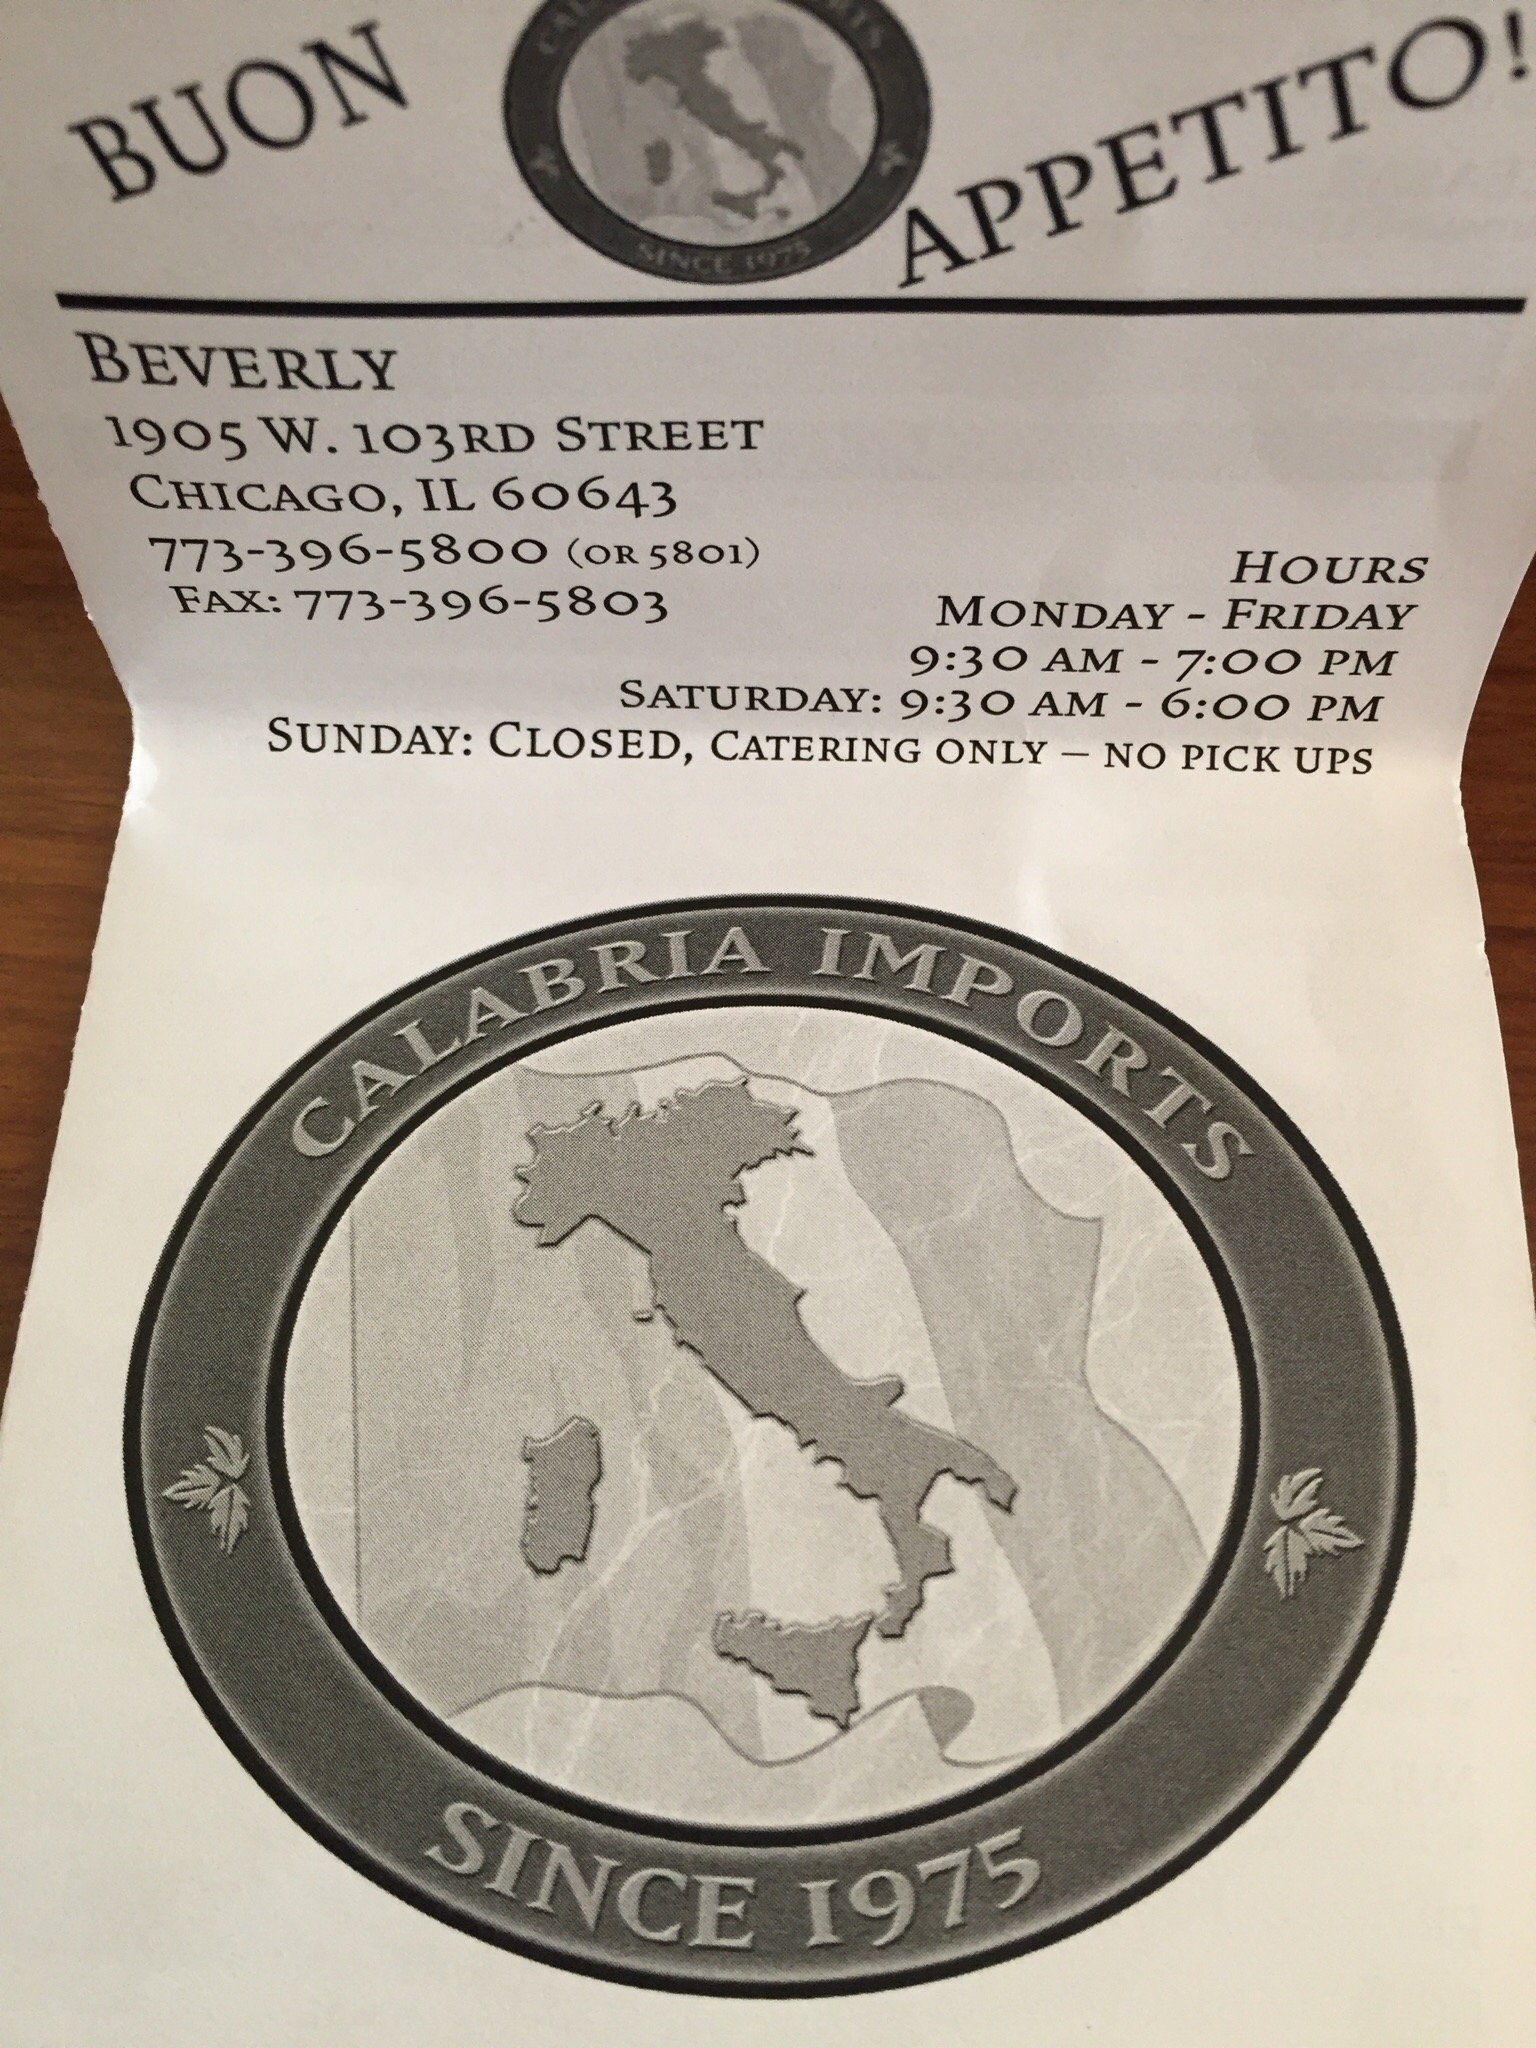 BUON APPETITO!
SINCE 1975
BEVERLY
1905 W. 103RD STREET
CHICAGO, IL 60643
773-396-5800 (OR 5801)
FAX: 773-396-5803
HOURS
MONDAY - FRIDAY
9:30 AM - 7:00 PM
SATURDAY: 9:30 AM - 6:00 PM
SUNDAY: CLOSED, CATERING ONLY – NO PICK UPS
CALABRIA IMPORTS
SINCE 1975